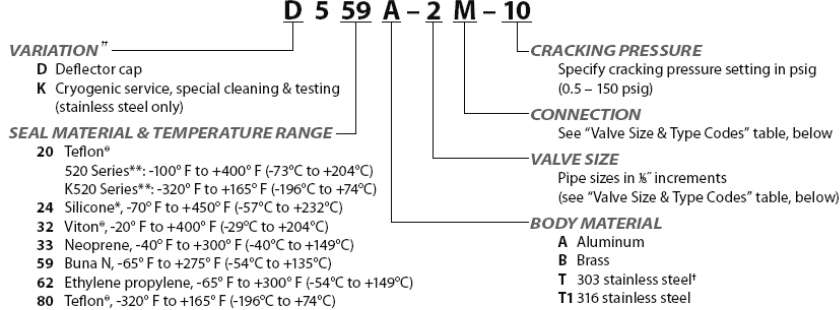 D 5 59 A – 2 M – 10
VARIATION ††
D Deflector cap
K Cryogenic service, special cleaning & testing
(stainless steel only)
SEAL MATERIAL & TEMPERATURE RANGE
20 Teflon®
520 Series**: -100° F to +400° F (-73°C to +204°C)
K520 Series**: -320° F to +165° F (-196°C to +74°C)
24 Silicone*, -70° F to +450° F (-57°C to +232°C)
32 Viton®, -20° F to +400° F (-29°C to +204°C)
33 Neoprene, -40° F to +300° F (-40°C to +149°C)
59 Buna N, -65° F to +275° F (-54°C to +135°C)
62 Ethylene propylene, -65° F to +300° F (-54°C to +149°C)
80 Teflon®, -320° F to +165° F (-196°C to +74°C)
CRACKING PRESSURE
Specify cracking pressure setting in psig
(0.5 – 150 psig)
CONNECTION
See “Valve Size & Type Codes” table, below
VALVE SIZE
Pipe sizes in ⅛″ increments
(see “Valve Size & Type Codes” table, below)
BODY MATERIAL
A Aluminum
B Brass
T 303 stainless steel†
T1 316 stainless steel